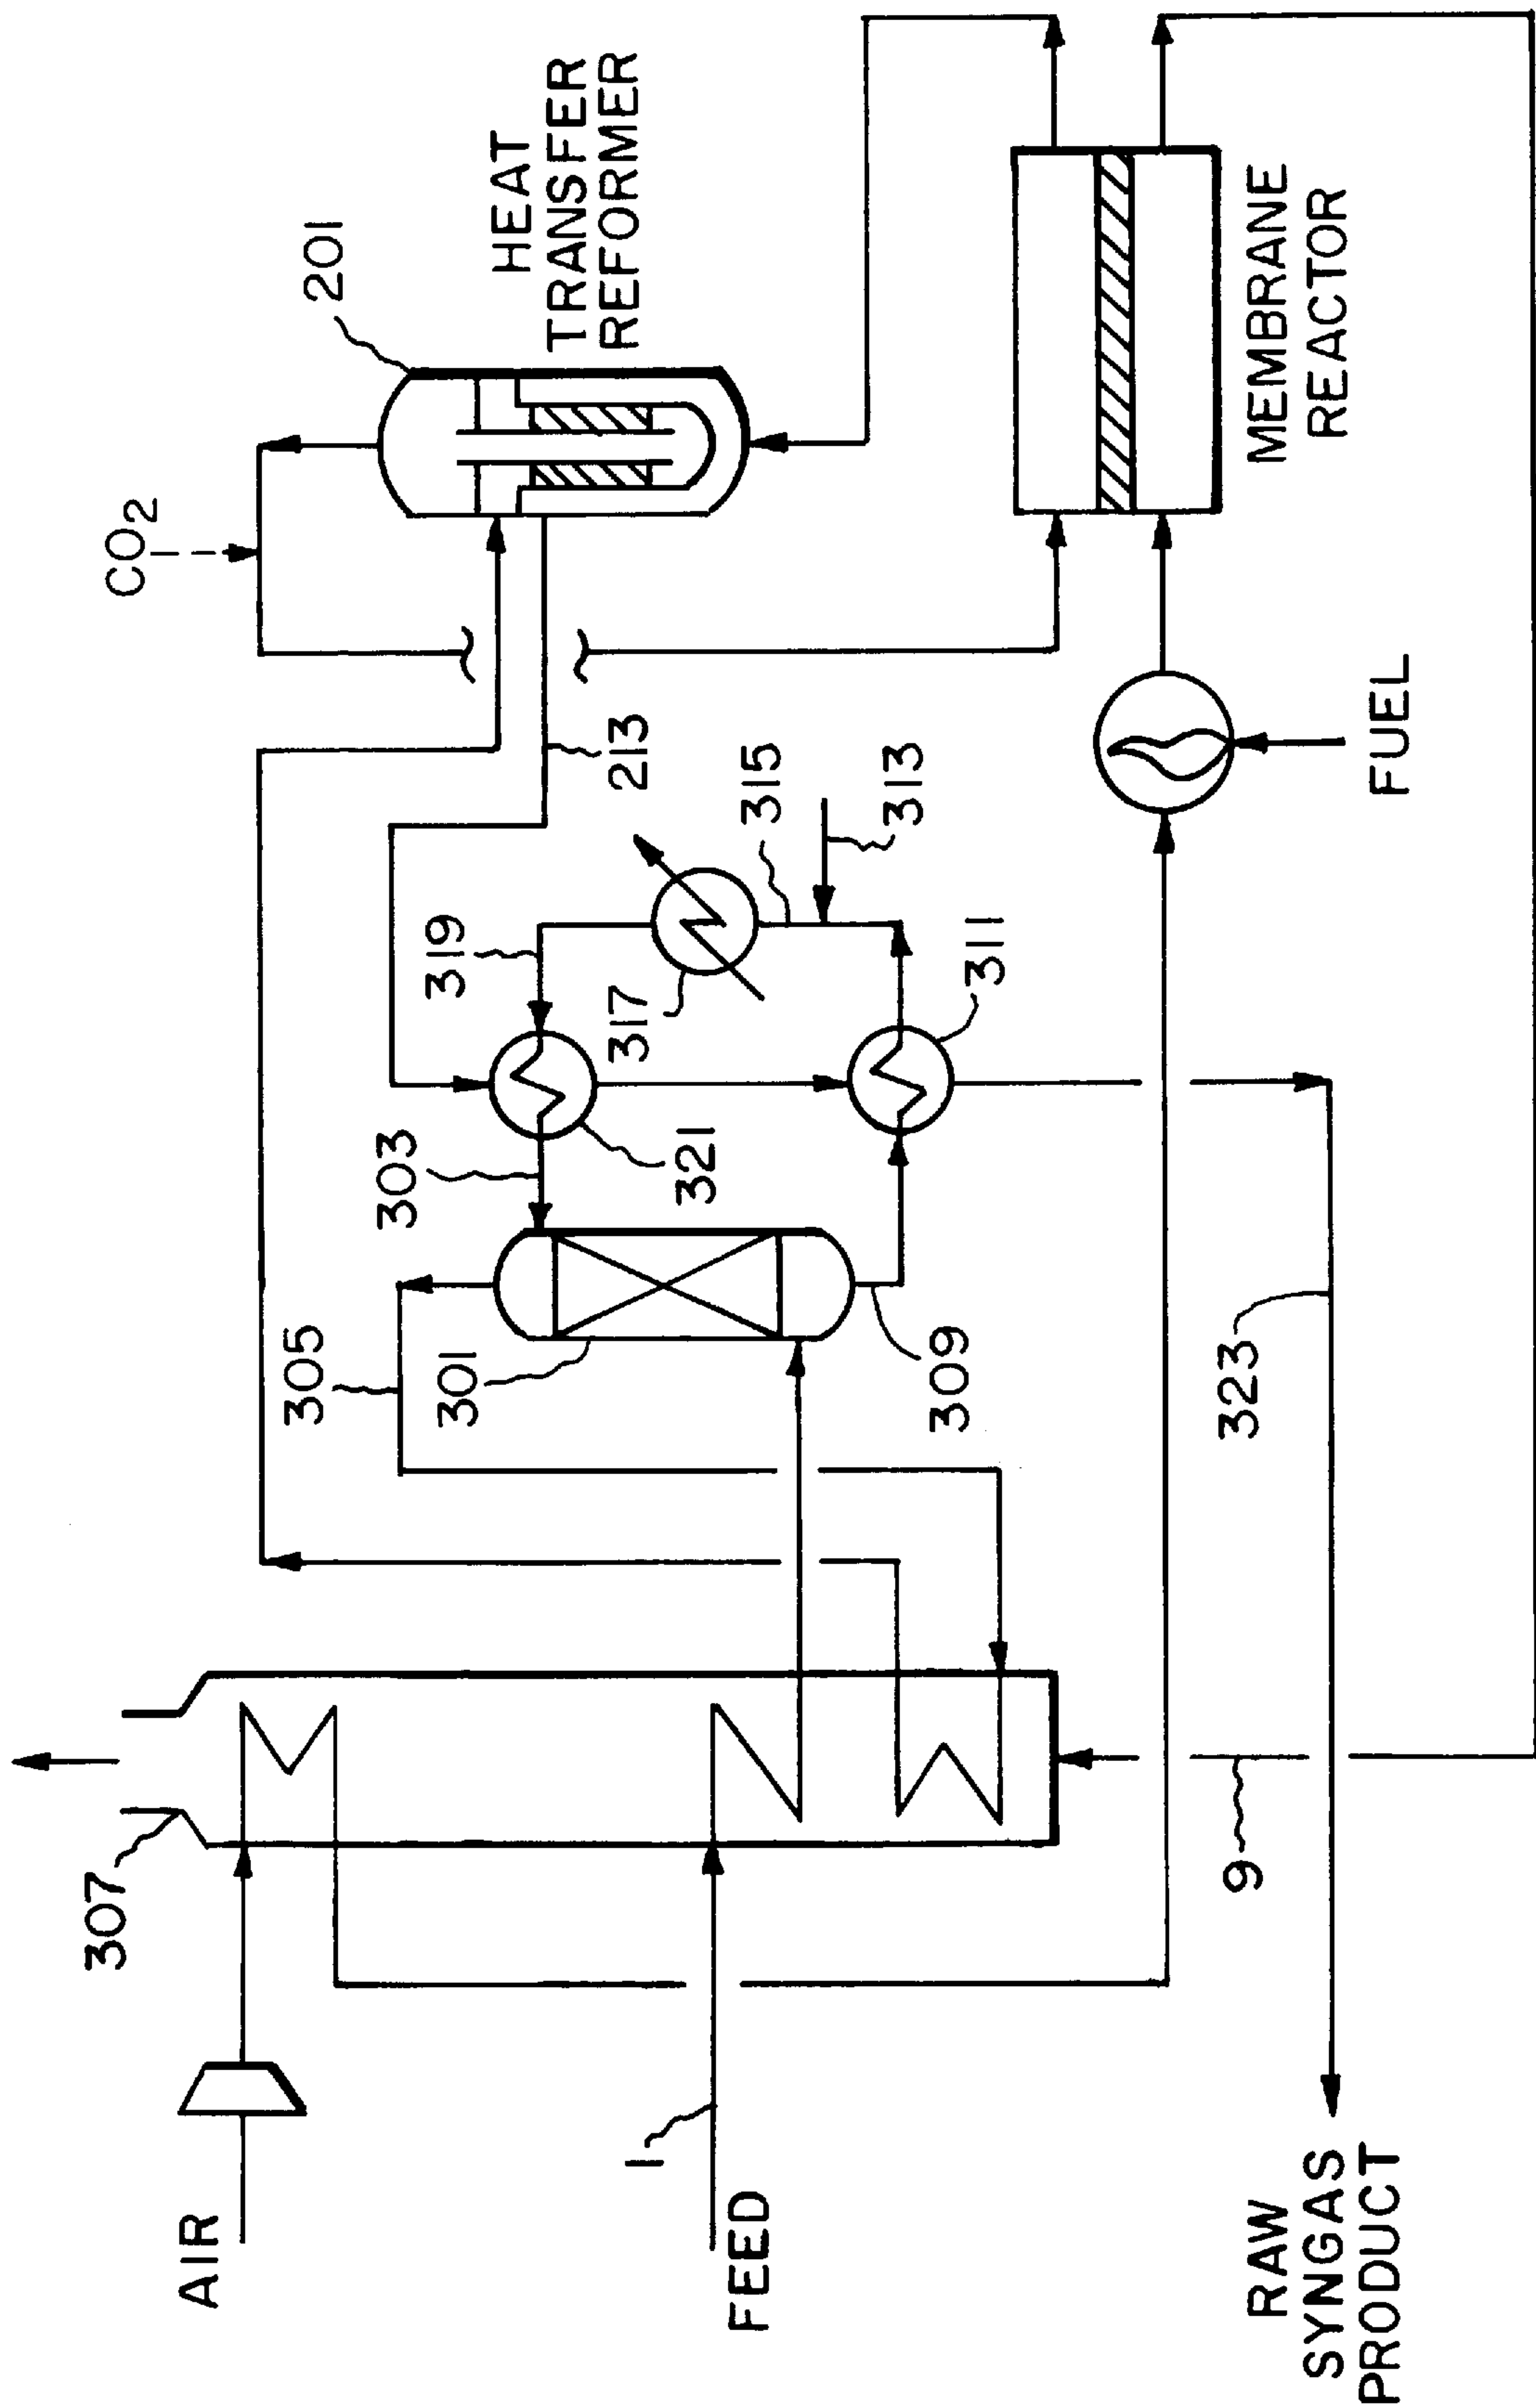 AIR
307
FEED
1
RAW
SYNGAS
PRODUCT
9
323
305
301
309
303
321
311
319
317
315
313
213
FUEL
CO2
201
HEAT
TRANSFER
REFORMER
MEMBRANE
REACTOR